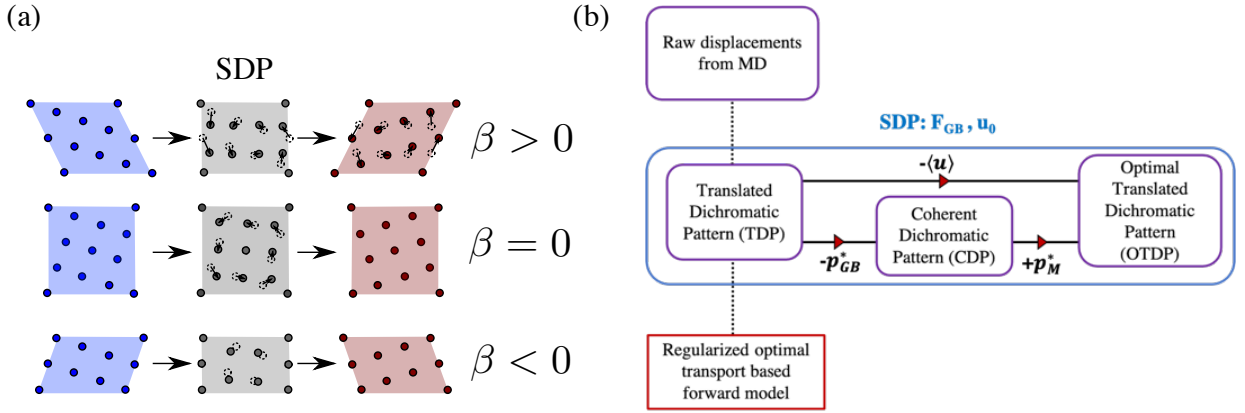 (a)
SDP
β > 0
β = 0
β < 0
(b)
Raw displacements
from MD
SDP: F_GB , u_0
Translated
Dichromatic
Pattern (TDP)
-⟨u⟩
-p*_GB
Coherent
Dichromatic
Pattern (CDP)
+p*_M
Optimal
Translated
Dichromatic
Pattern
(OTDP)
Regularized optimal
transport based
forward model